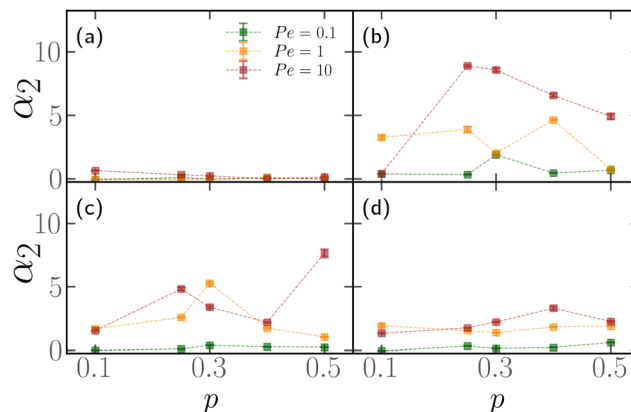 (a)
Pe = 0.1
Pe = 1
Pe = 10
(b)
10
5
0
α2
(c)
(d)
10
5
0
α2
0.1 0.3 0.5 0.1 0.3 0.5
p p